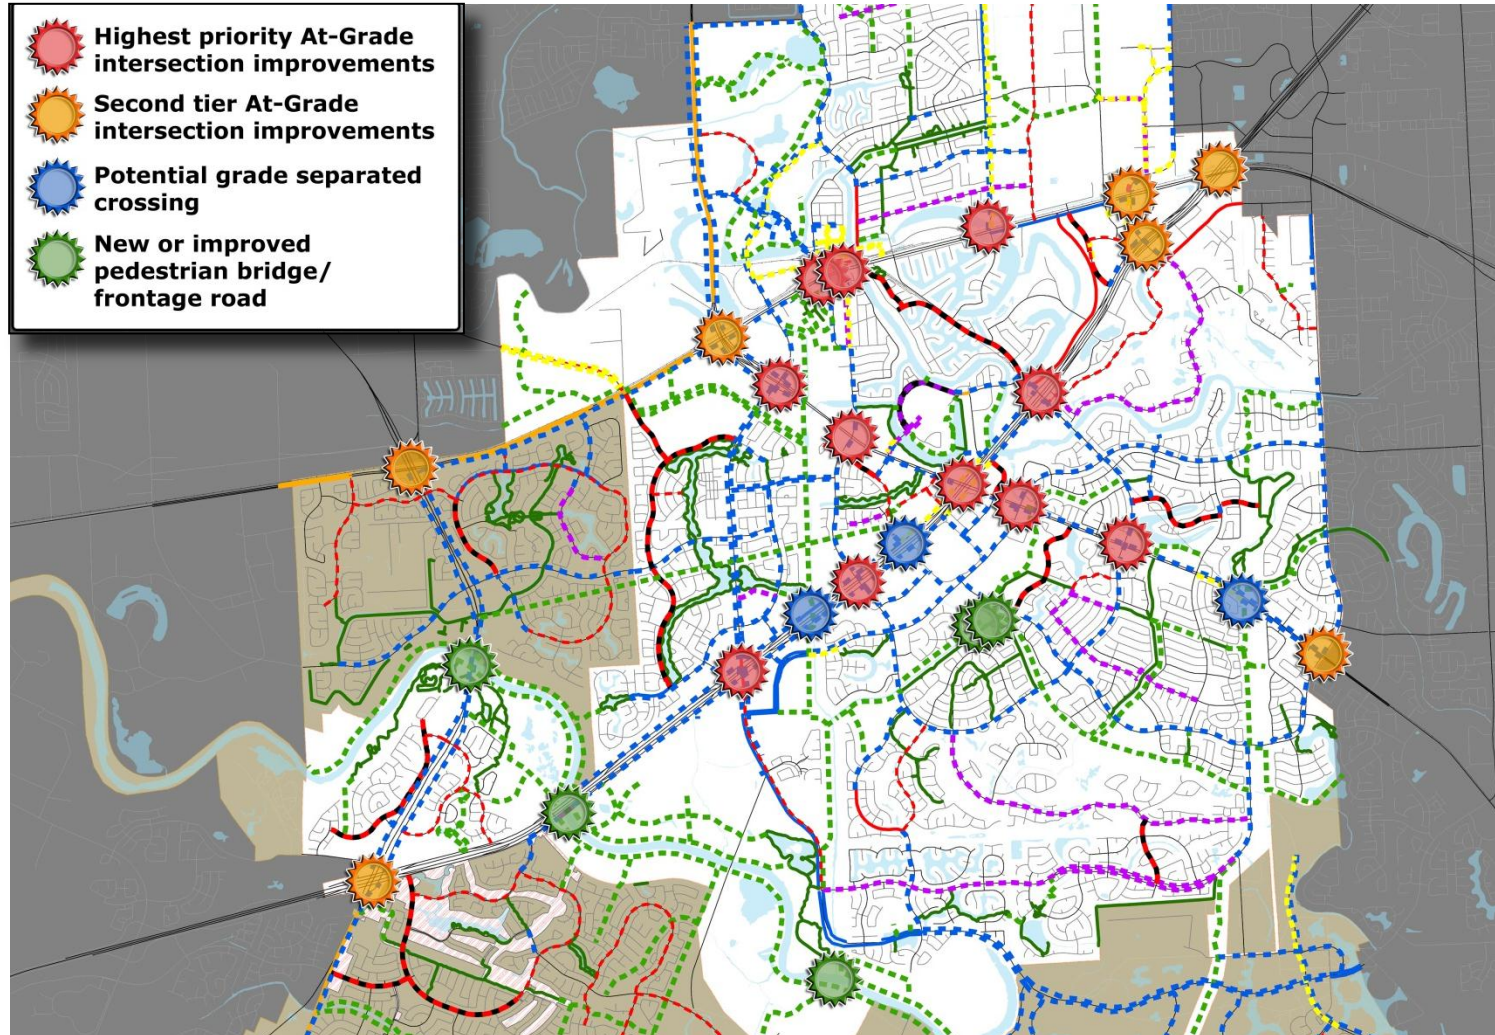 Highest priority At-Grade
intersection improvements
Second tier At-Grade
intersection improvements
Potential grade separated
crossing
New or improved
pedestrian bridge/
frontage road